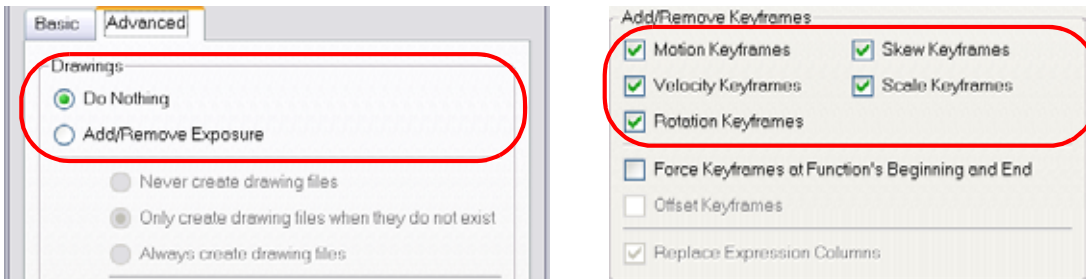 Basic Advanced
Drawings
Do Nothing
Add/Remove Exposure
Never create drawing files
Only create drawing files when they do not exist
Always create drawing files
Add/Remove Keyframes
Motion Keyframes Skew Keyframes
Velocity Keyframes Scale Keyframes
Rotation Keyframes
Force Keyframes at Function's Beginning and End
Offset Keyframes
Replace Expression Columns